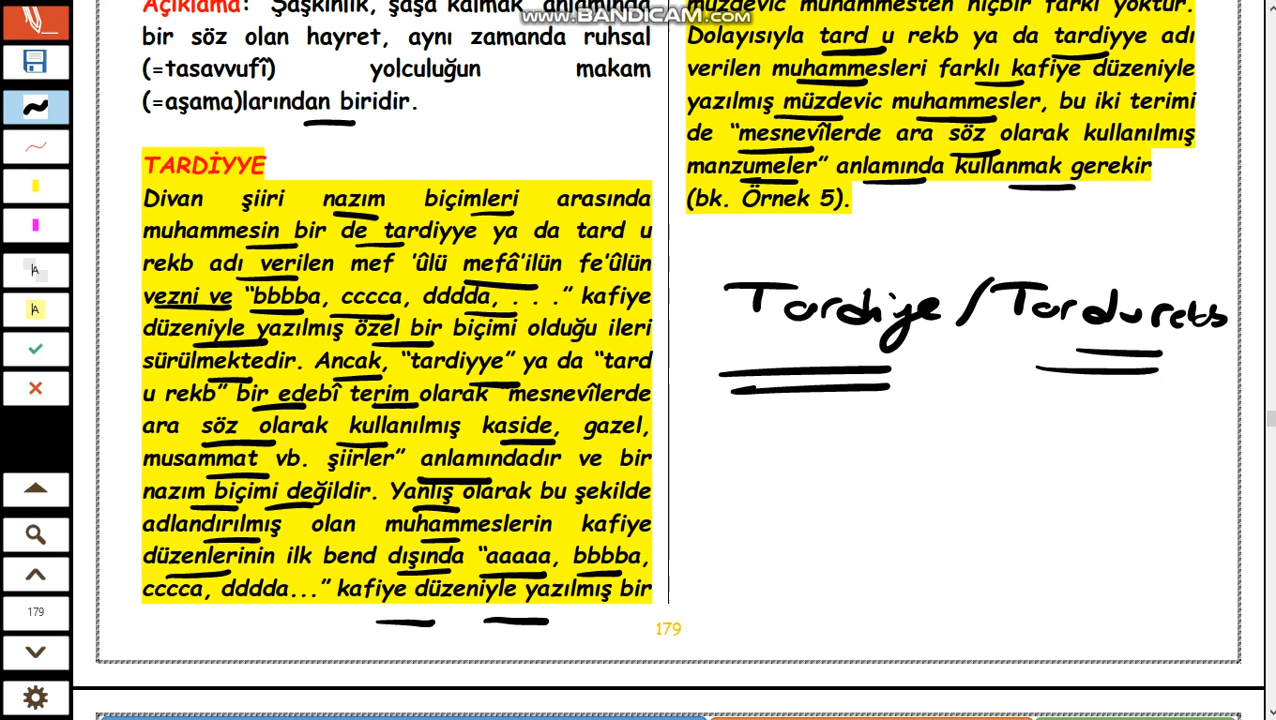 www.BANDICAM.com
Açıklama: Şaşkınlık, şaşa kalmak anlamında
bir söz olan hayret, aynı zamanda ruhsal
(=tasavvufî) yolculuğun makam
(=aşama)larından biridir.
TARDİYYE
Divan şiiri nazım biçimleri arasında
muhammesin bir de tardiyye ya da tard u
rekb adı verilen mef 'ûlü mefâ'ilün fe'ûlün
vezni ve “bbbba, cccca, dddda, . . .” kafiye
düzeniyle yazılmış özel bir biçimi olduğu ileri
sürülmektedir. Ancak, “tardiyye” ya da “tard
u rekb” bir edebî terim olarak “mesnevîlerde
ara söz olarak kullanılmış kaside, gazel,
musammat vb. şiirler” anlamındadır ve bir
nazım biçimi değildir. Yanlış olarak bu şekilde
adlandırılmış olan muhammeslerin kafiye
düzenlerinin ilk bend dışında “aaaaa, bbbba,
cccca, dddda...” kafiye düzeniyle yazılmış bir
müzdevic muhammesten hiçbir farkı yoktur.
Dolayısıyla tard u rekb ya da tardiyye adı
verilen muhammesleri farklı kafiye düzeniyle
yazılmış müzdevic muhammesler, bu iki terimi
de “mesnevîlerde ara söz olarak kullanılmış
manzumeler” anlamında kullanmak gerekir
(bk. Örnek 5).
Tardiye / Tard u rekb
179
179